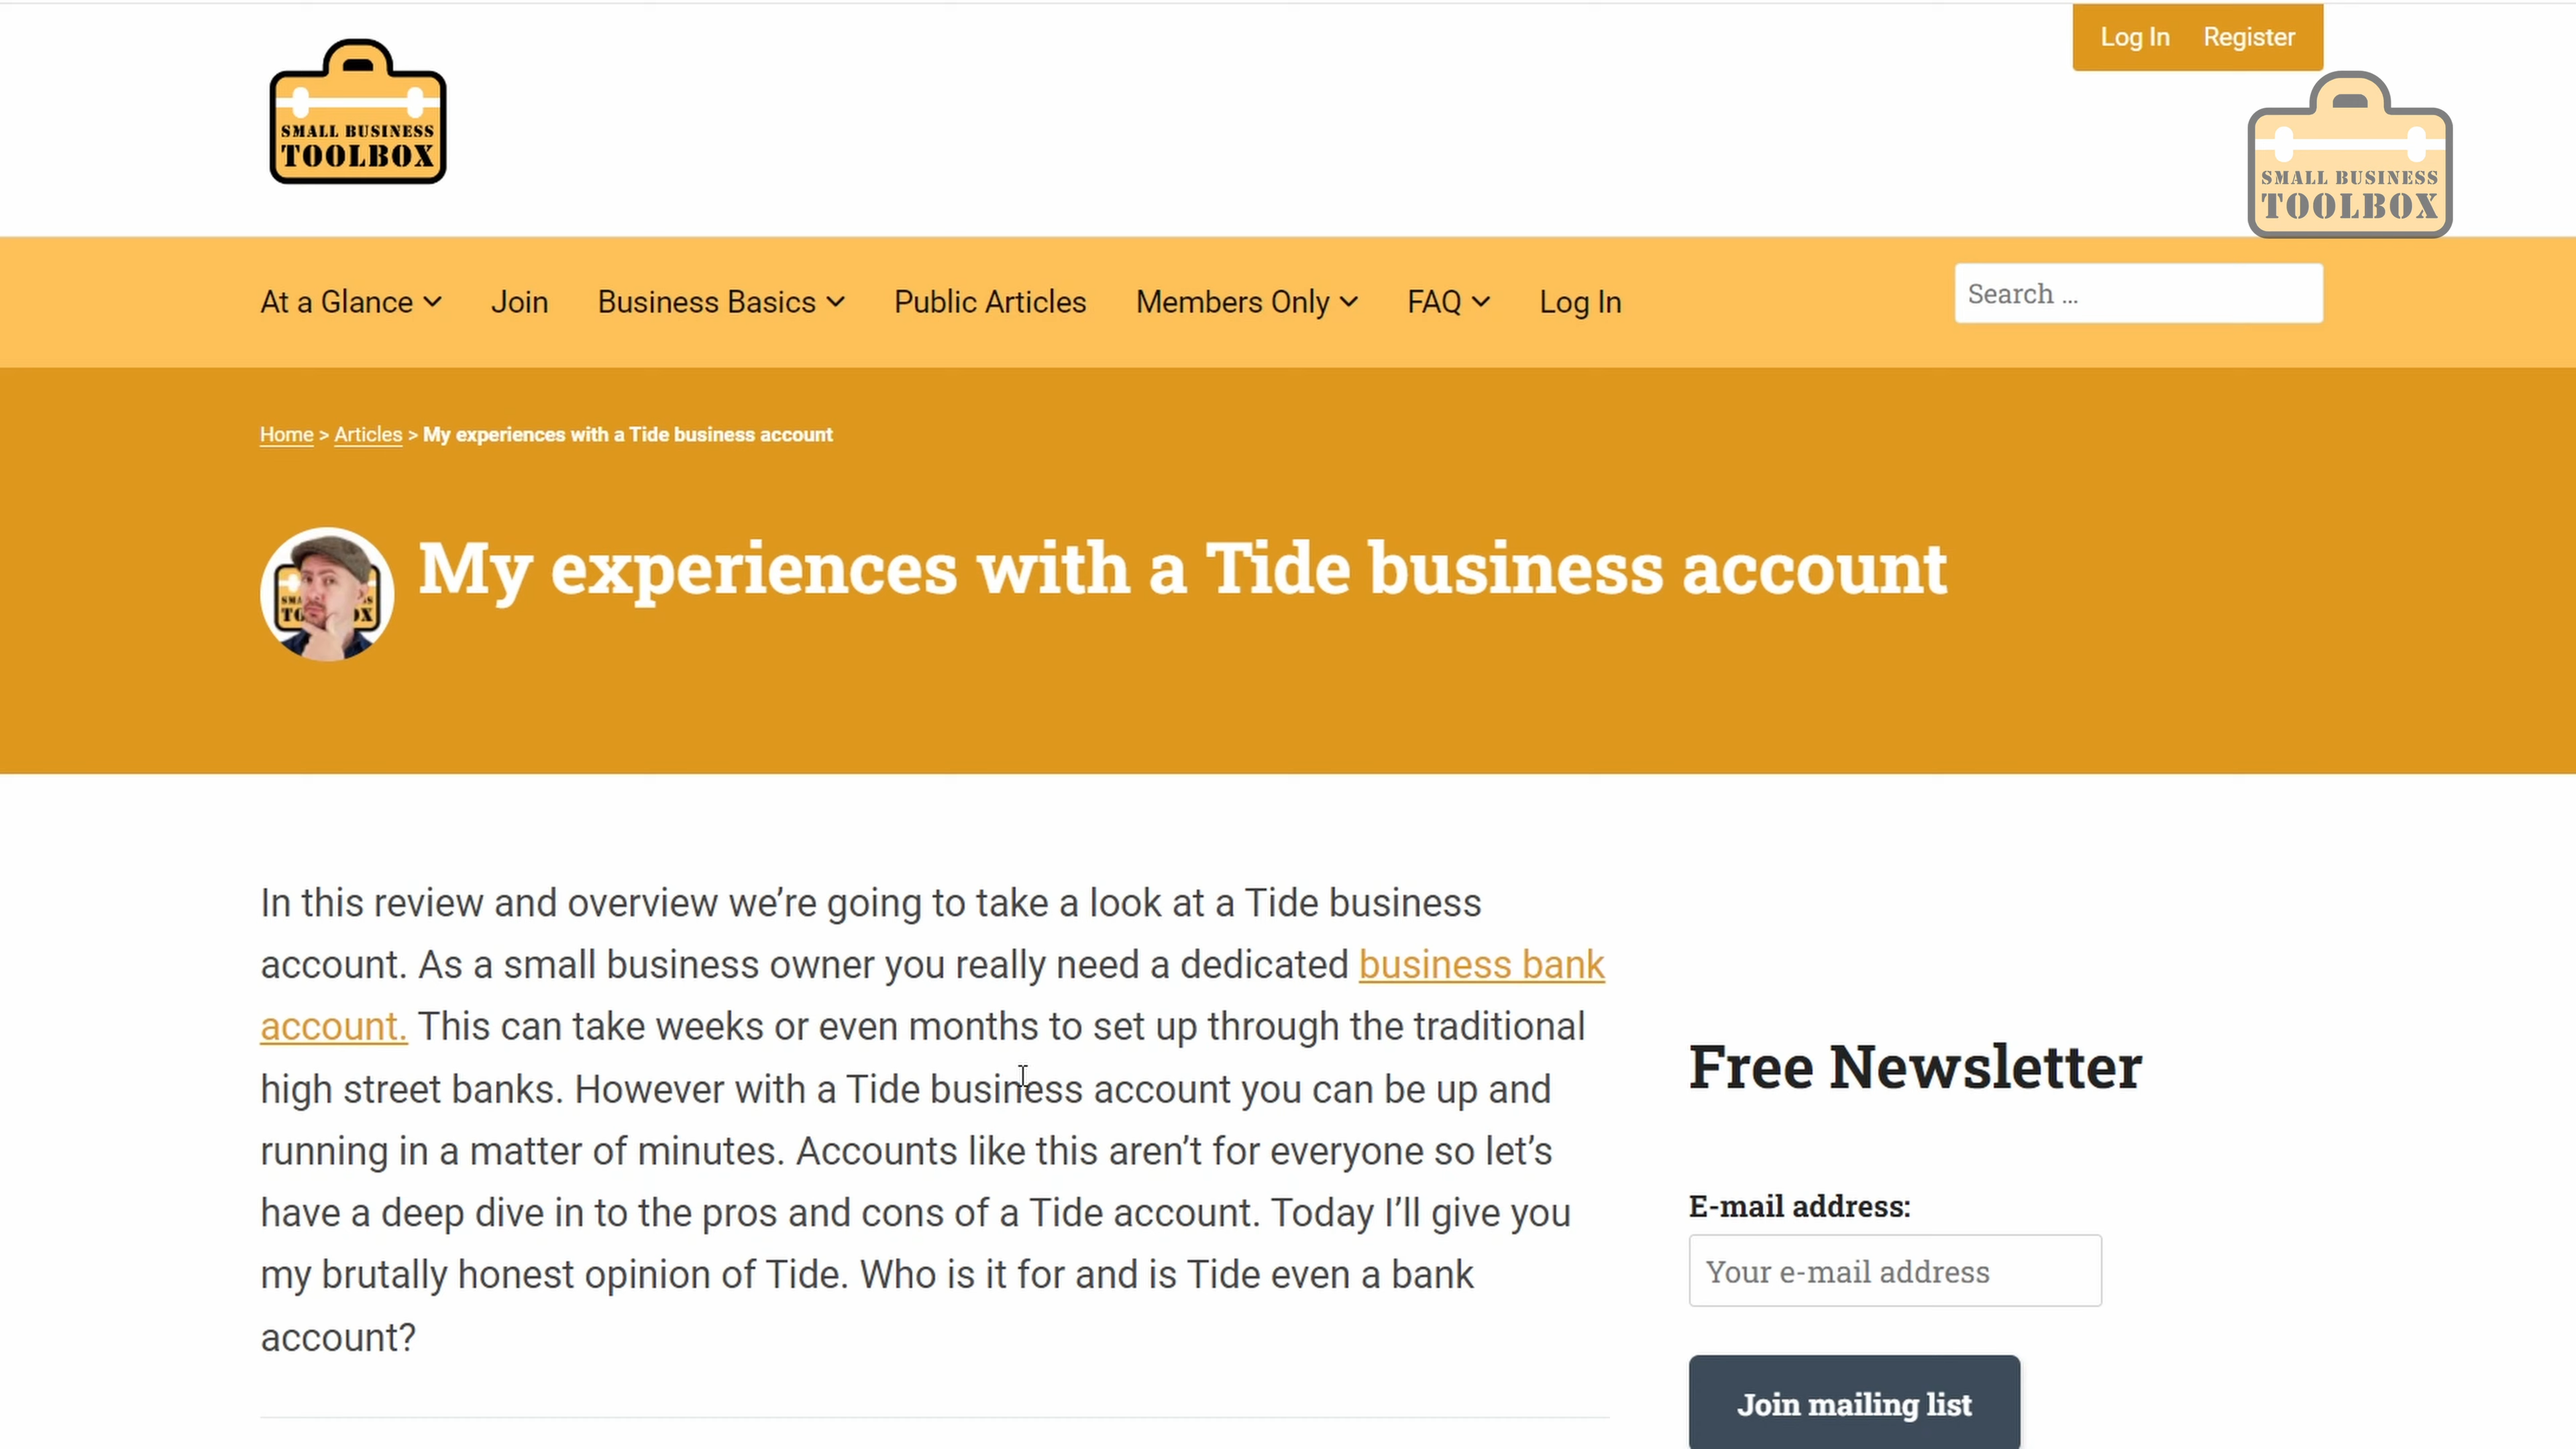 Log In Register
SMALL BUSINESS
TOOLBOX
SMALL BUSINESS
TOOLBOX
At a Glance Join Business Basics Public Articles Members Only FAQ Log In
Search ...
Home > Articles > My experiences with a Tide business account
My experiences with a Tide business account
In this review and overview we’re going to take a look at a Tide business
account. As a small business owner you really need a dedicated business bank
account. This can take weeks or even months to set up through the traditional
high street banks. However with a Tide business account you can be up and
running in a matter of minutes. Accounts like this aren’t for everyone so let’s
have a deep dive in to the pros and cons of a Tide account. Today I’ll give you
my brutally honest opinion of Tide. Who is it for and is Tide even a bank
account?
Free Newsletter
E-mail address:
Your e-mail address
Join mailing list